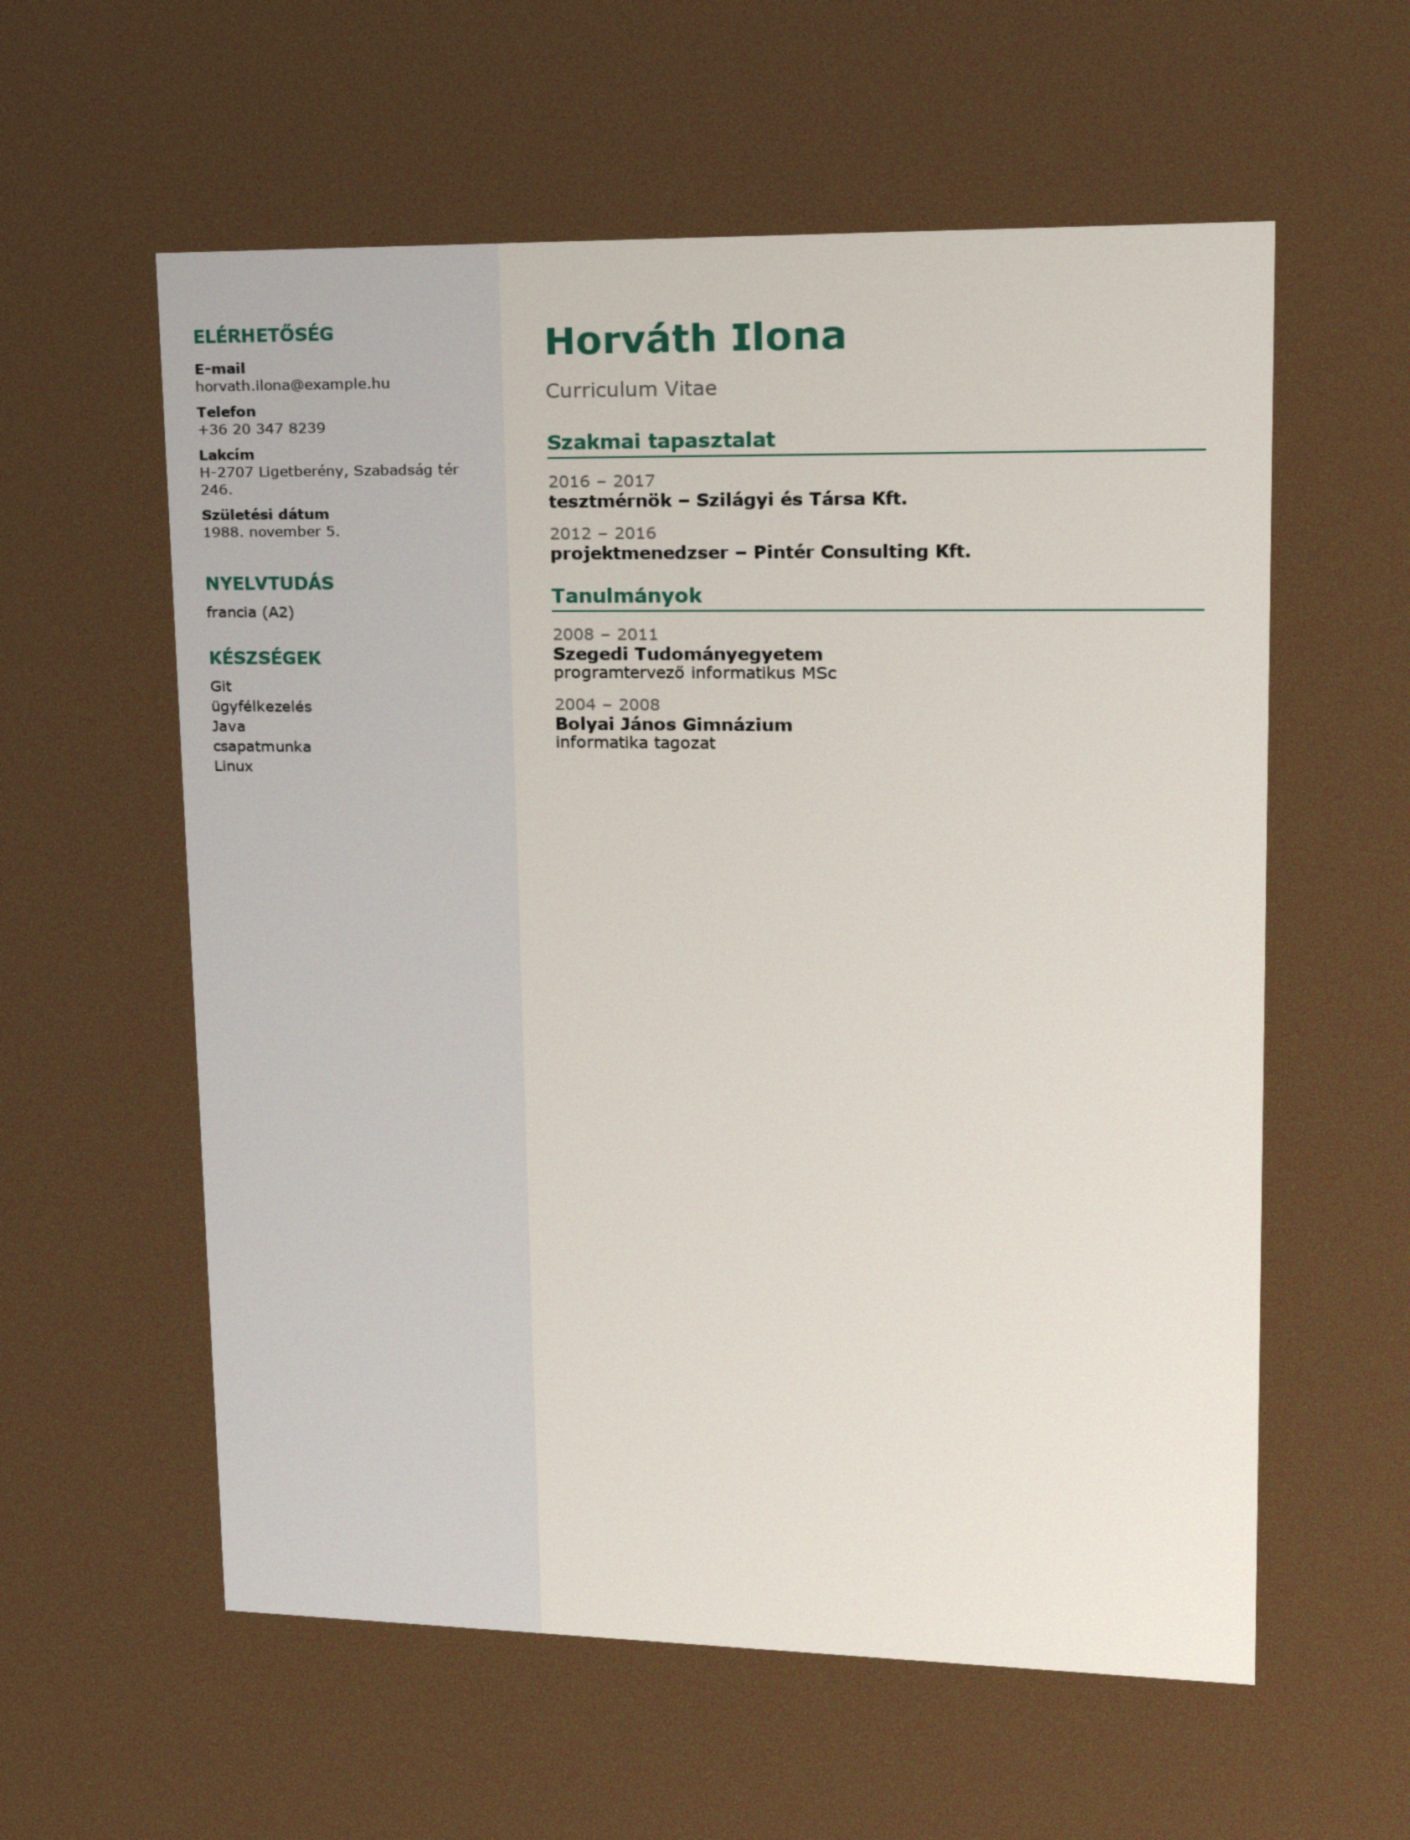 ELÉRHETŐSÉG
E-mail
horvath.ilona@example.hu
Telefon
+36 20 347 8239
Lakcím
H-2707 Ligetberény, Szabadság tér
246.
Születési dátum
1988. november 5.
NYELVTUDÁS
francia (A2)
KÉSZSÉGEK
Git
ügyfélkezelés
Java
csapatmunka
Linux
Horváth Ilona
Curriculum Vitae
Szakmai tapasztalat
2016 – 2017
tesztmérnök – Szilágyi és Társa Kft.
2012 – 2016
projektmenedzser – Pintér Consulting Kft.
Tanulmányok
2008 – 2011
Szegedi Tudományegyetem
programtervező informatikus MSc
2004 – 2008
Bolyai János Gimnázium
informatika tagozat